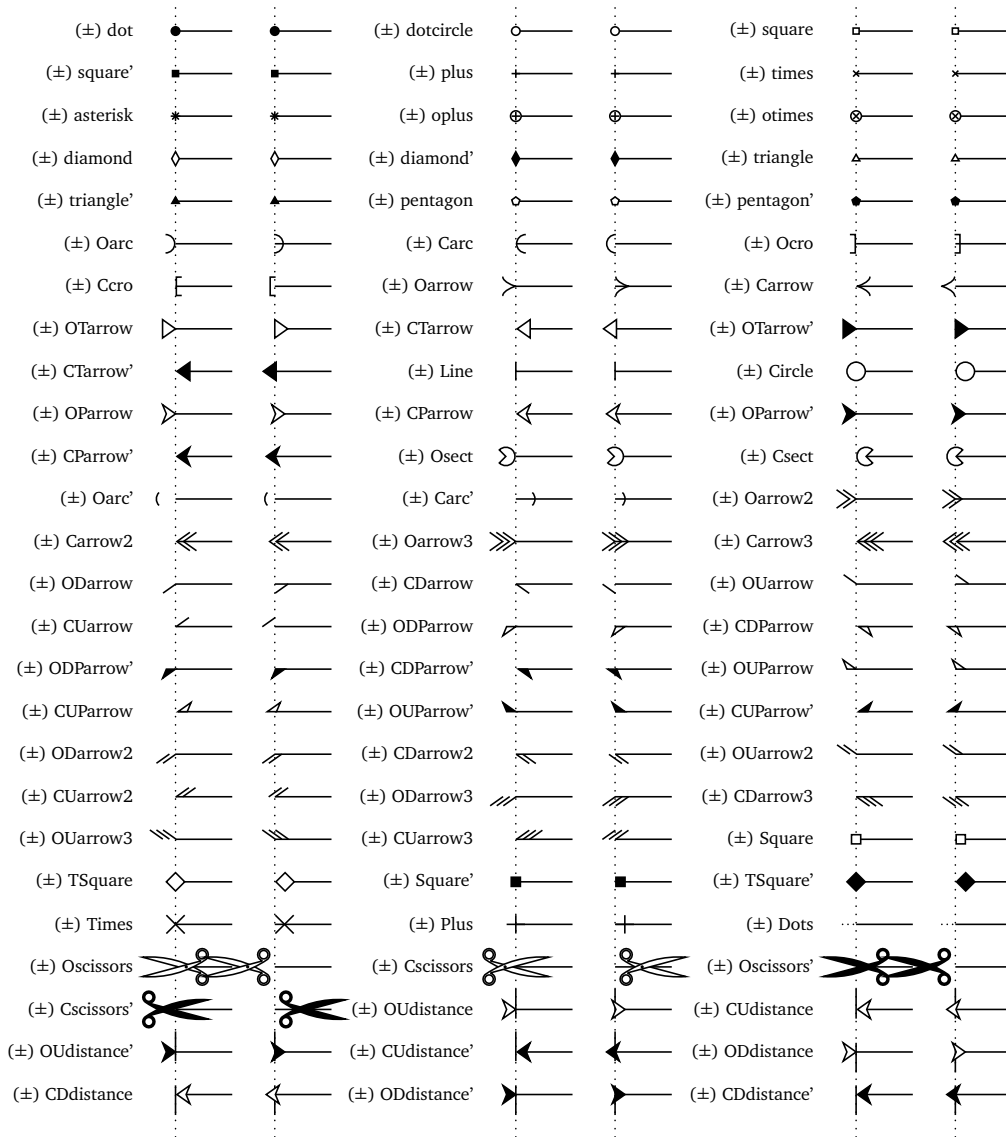 (±) dot (±) dotcircle (±) square
(±) square’ (±) plus (±) times
(±) asterisk (±) oplus (±) otimes
(±) diamond (±) diamond’ (±) triangle
(±) triangle’ (±) pentagon (±) pentagon’
(±) Oarc (±) Carc (±) Ocro
(±) Ccro (±) Oarrow (±) Carrow
(±) OTarrow (±) CTarrow (±) OTarrow’
(±) CTarrow’ (±) Line (±) Circle
(±) OParrow (±) CParrow (±) OParrow’
(±) CParrow’ (±) Osect (±) Csect
(±) Oarc’ (±) Carc’ (±) Oarrow2
(±) Carrow2 (±) Oarrow3 (±) Carrow3
(±) ODarrow (±) CDarrow (±) OUarrow
(±) CUarrow (±) ODParrow (±) CDParrow
(±) ODParrow’ (±) CDParrow’ (±) OUParrow
(±) CUParrow (±) OUParrow’ (±) CUParrow’
(±) ODarrow2 (±) CDarrow2 (±) OUarrow2
(±) CUarrow2 (±) ODarrow3 (±) CDarrow3
(±) OUarrow3 (±) CUarrow3 (±) Square
(±) TSquare (±) Square’ (±) TSquare’
(±) Times (±) Plus (±) Dots
(±) Oscissors (±) Cscissors (±) Oscissors’
(±) Cscissors’ (±) OUdistance (±) CUdistance
(±) OUdistance’ (±) CUdistance’ (±) ODdistance
(±) CDdistance (±) ODdistance’ (±) CDdistance’